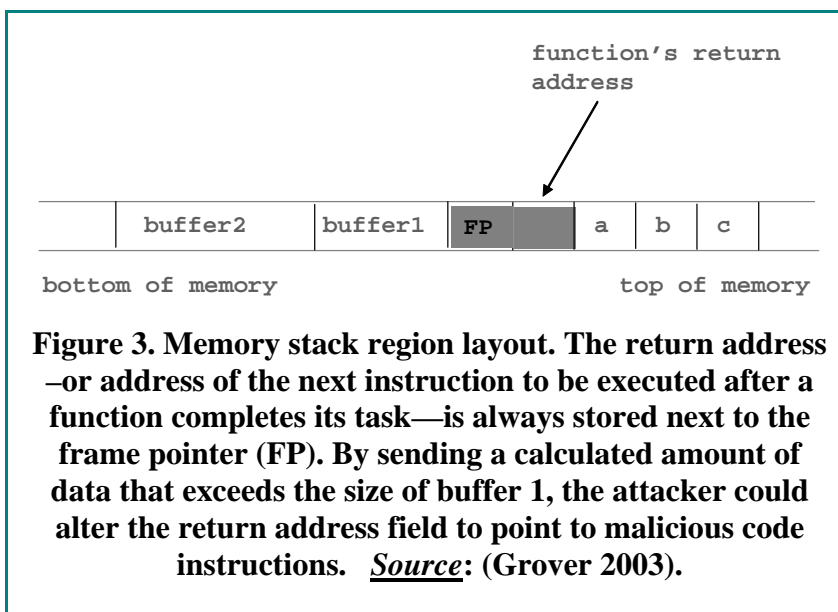 function's return
address
buffer2 buffer1 FP a b c
bottom of memory top of memory
Figure 3. Memory stack region layout. The return address
–or address of the next instruction to be executed after a
function completes its task—is always stored next to the
frame pointer (FP). By sending a calculated amount of
data that exceeds the size of buffer 1, the attacker could
alter the return address field to point to malicious code
instructions. Source: (Grover 2003).